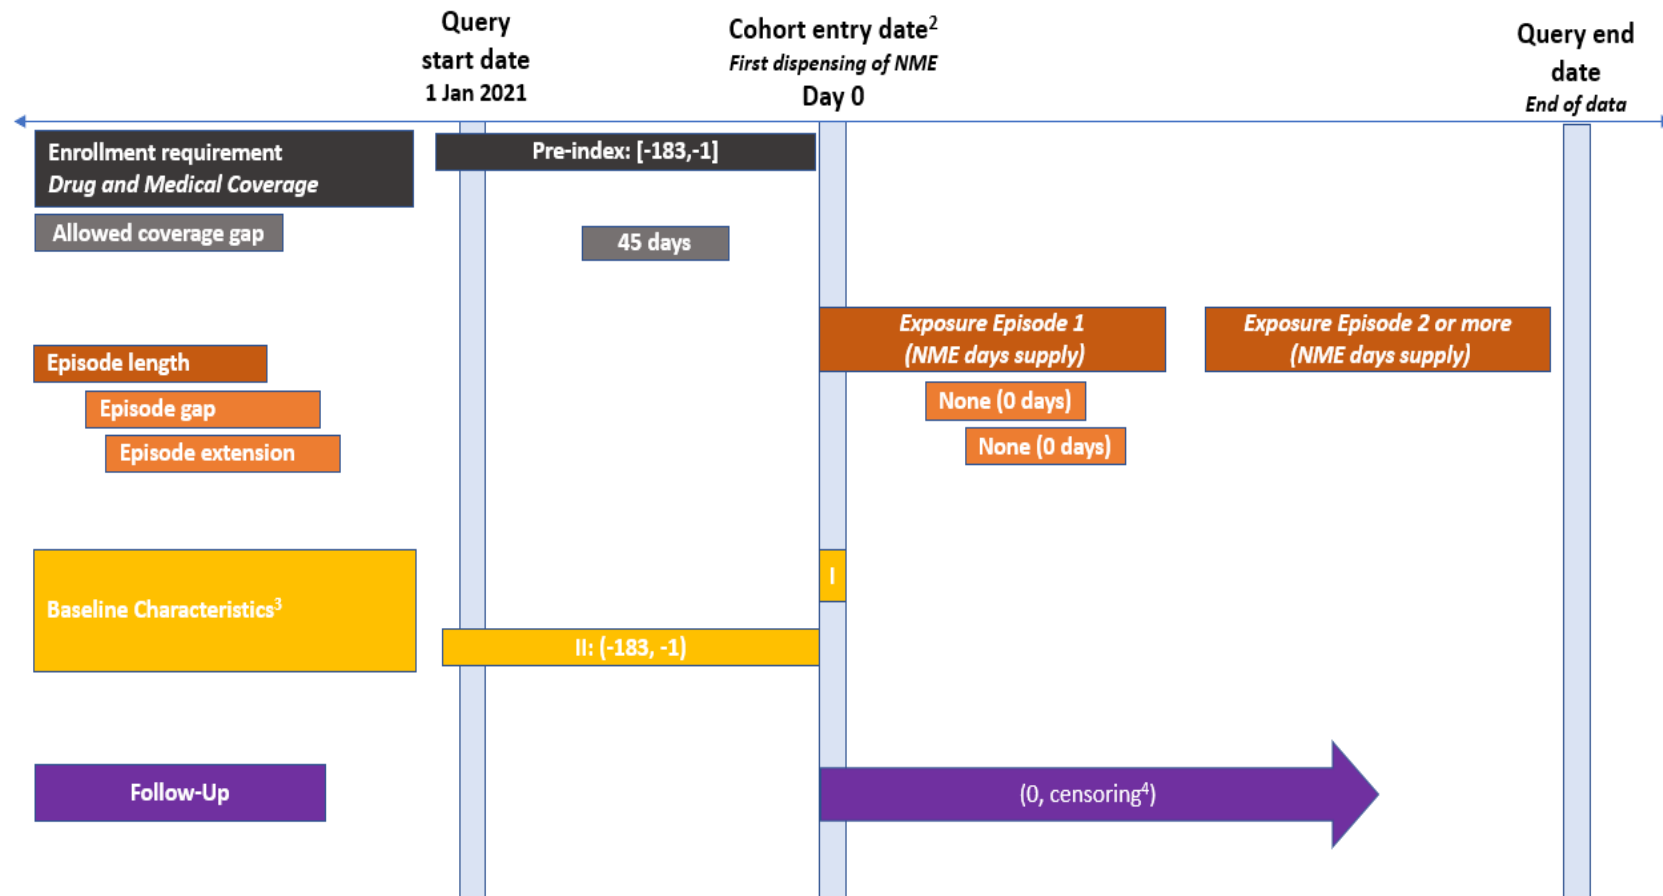 Query
start date
1 Jan 2021
Cohort entry date²
First dispensing of NME
Day 0
Query end
date
End of data
Enrollment requirement
Drug and Medical Coverage
Pre-index: [-183,-1]
Allowed coverage gap
45 days
Exposure Episode 1
(NME days supply)
Exposure Episode 2 or more
(NME days supply)
Episode length
Episode gap
None (0 days)
Episode extension
None (0 days)
Baseline Characteristics³
I
II: (-183, -1)
Follow-Up
(0, censoring⁴)